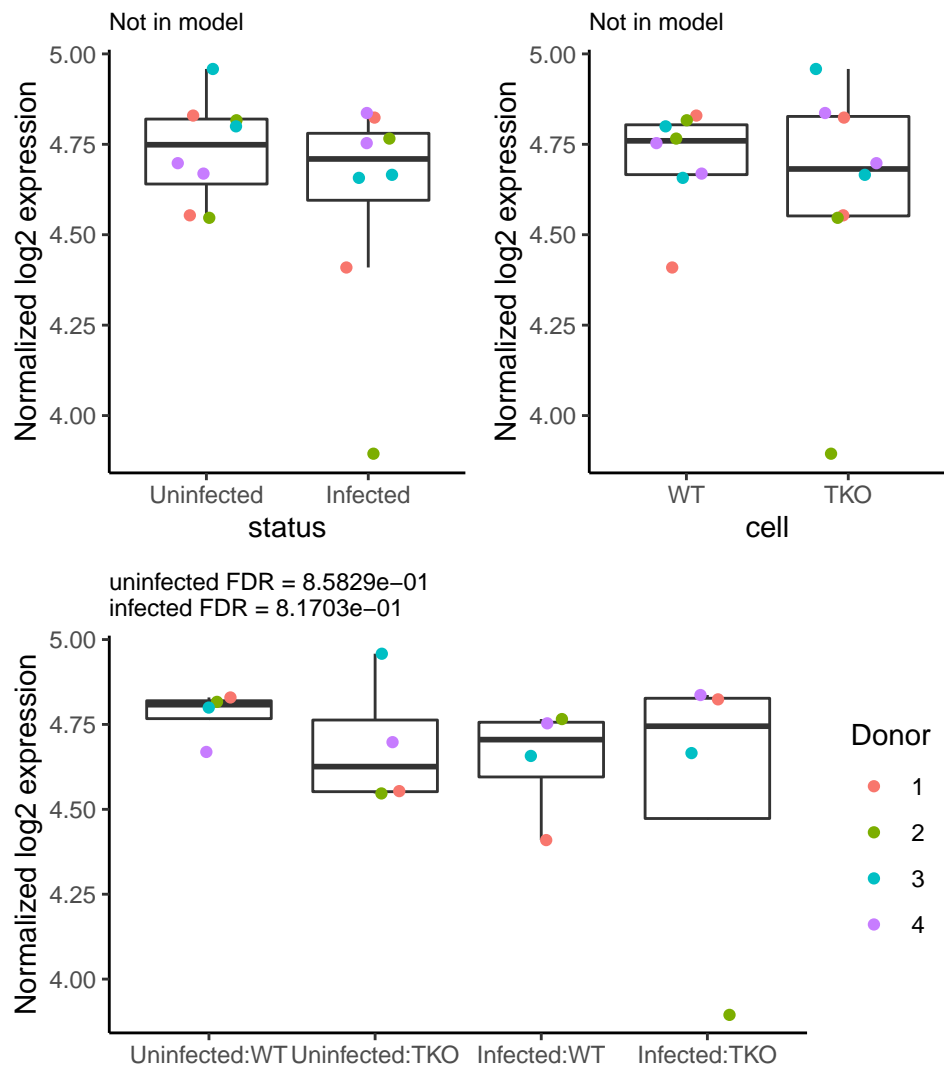 Not in model
Normalized log2 expression
5.00
4.75
4.50
4.25
4.00
Uninfected Infected
status
Not in model
Normalized log2 expression
5.00
4.75
4.50
4.25
4.00
WT TKO
cell
uninfected FDR = 8.5829e−01
infected FDR = 8.1703e−01
Normalized log2 expression
5.00
4.75
4.50
4.25
4.00
Uninfected:WT Uninfected:TKO Infected:WT Infected:TKO
Donor
1
2
3
4